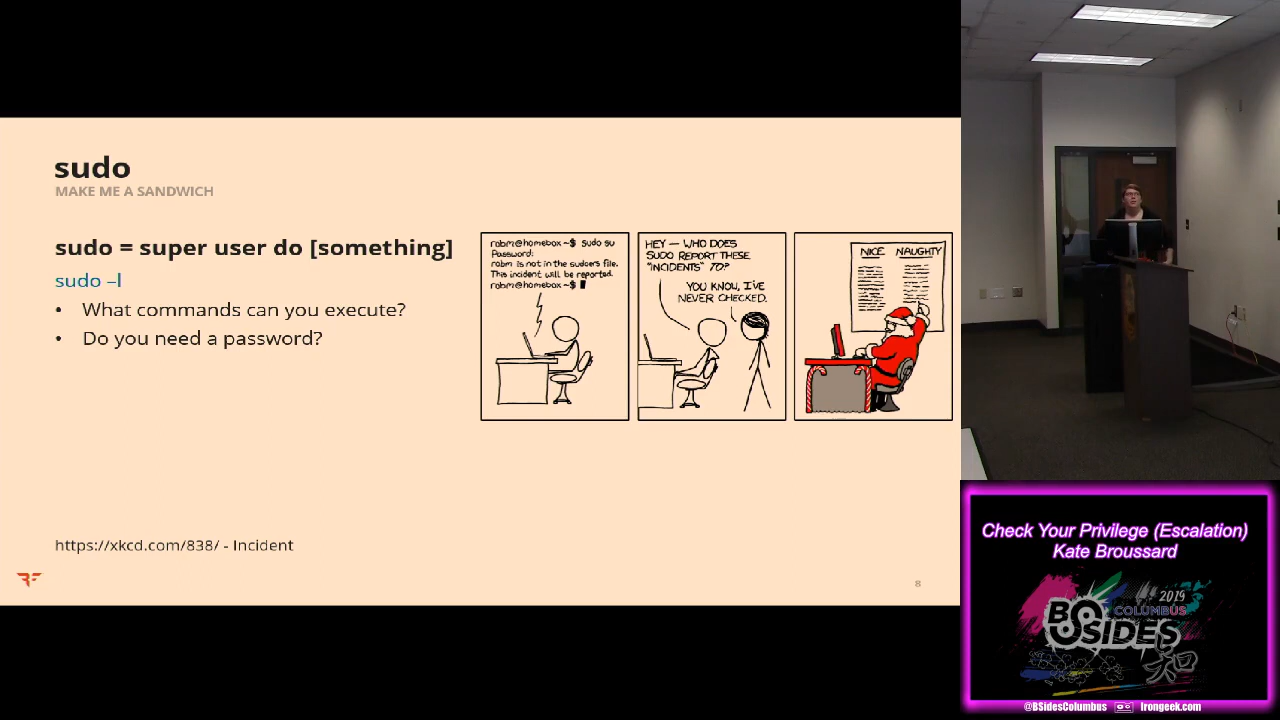 sudo
MAKE ME A SANDWICH
sudo = super user do [something]
sudo –l
• What commands can you execute?
• Do you need a password?
robm@homebox~$ sudo su
Password:
robm is not in the sudoers file.
This incident will be reported.
robm@homebox~$
HEY — WHO DOES
SUDO REPORT THESE
"INCIDENTS" TO?
YOU KNOW, I'VE
NEVER CHECKED.
NICE NAUGHTY
https://xkcd.com/838/ - Incident
8
Check Your Privilege (Escalation)
Kate Broussard
2019
COLUMBUS
BSIDES
知
@BSidesColumbus Irongeek.com